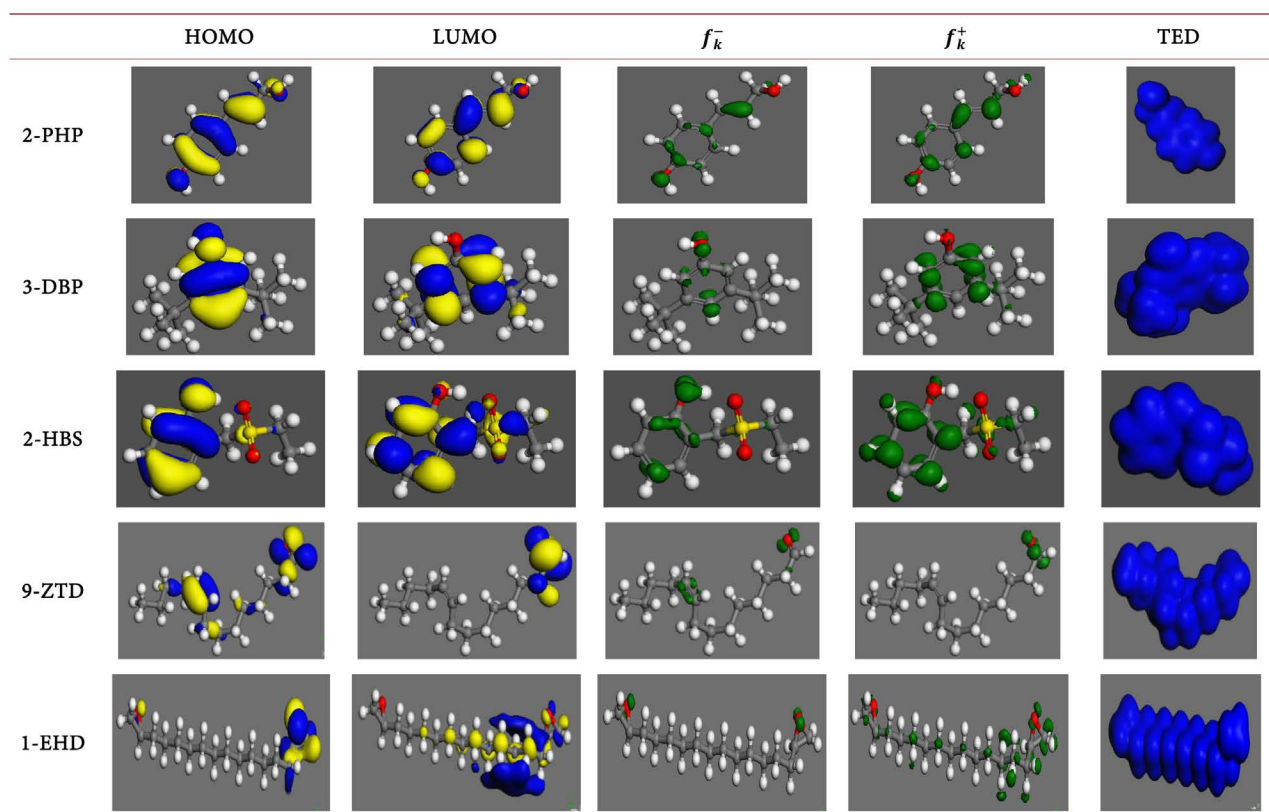 HOMO LUMO f_k^- f_k^+ TED
2-PHP
3-DBP
2-HBS
9-ZTD
1-EHD